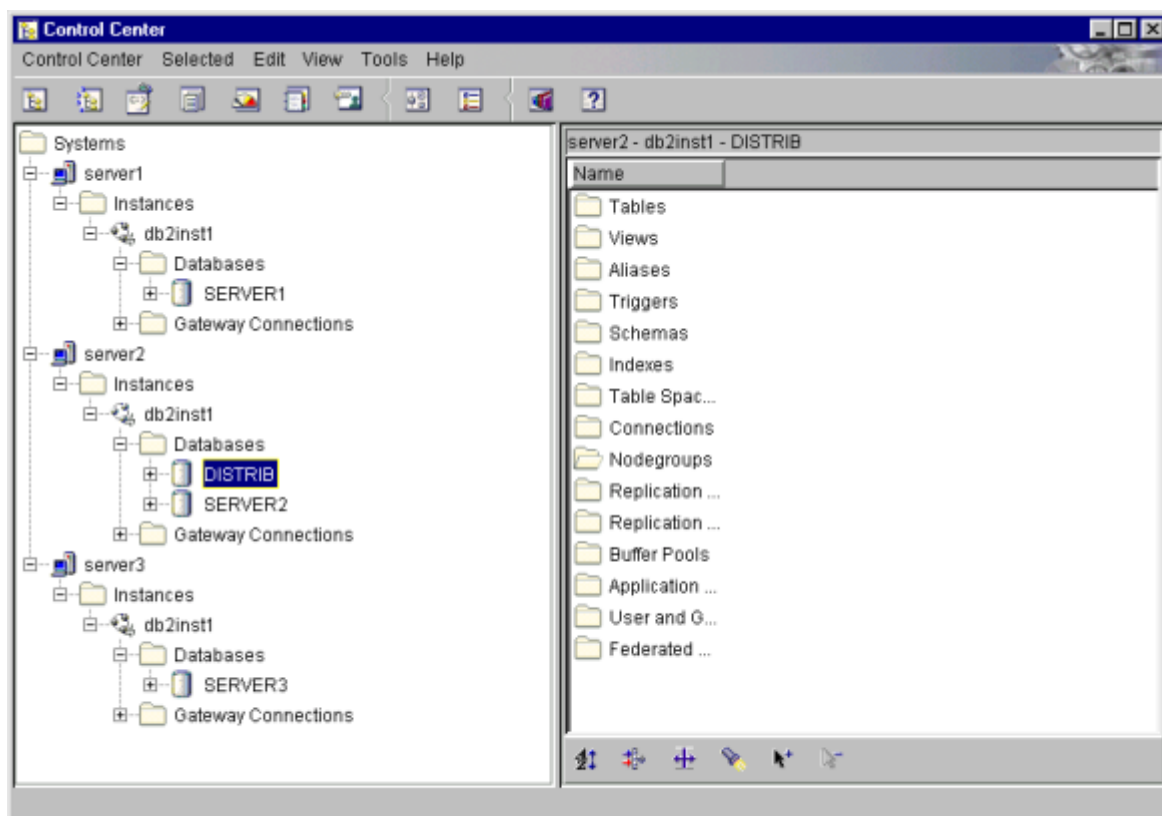 Control Center
Control Center Selected Edit View Tools Help
Systems
server1
Instances
db2inst1
Databases
SERVER1
Gateway Connections
server2
Instances
db2inst1
Databases
DISTRIB
SERVER2
Gateway Connections
server3
Instances
db2inst1
Databases
SERVER3
Gateway Connections
server2 - db2inst1 - DISTRIB
Name
Tables
Views
Aliases
Triggers
Schemas
Indexes
Table Spac...
Connections
Nodegroups
Replication ...
Replication ...
Buffer Pools
Application ...
User and G...
Federated ...